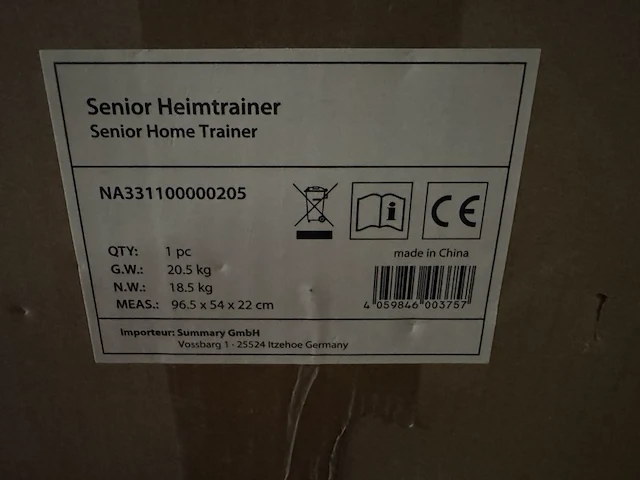 Senior Heimtrainer
Senior Home Trainer
NA331100000205
QTY: 1 pc
G.W.: 20.5 kg
N.W.: 18.5 kg
MEAS.: 96.5 x 54 x 22 cm
i
CE
made in China
4 059846 003757
Importeur: Summary GmbH
Vossbarg 1 - 25524 Itzehoe Germany